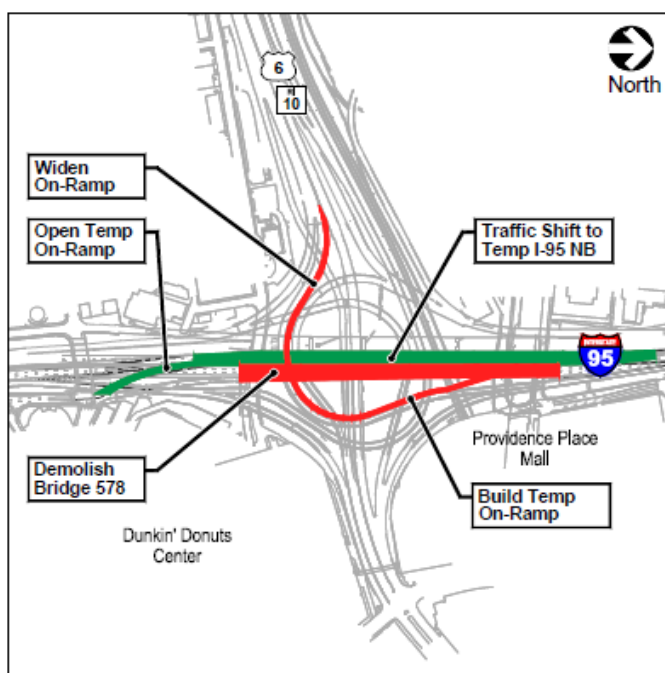 North
6
10
Widen
On-Ramp
Open Temp
On-Ramp
Traffic Shift to
Temp I-95 NB
95
Demolish
Bridge 578
Providence Place
Mall
Build Temp
On-Ramp
Dunkin' Donuts
Center